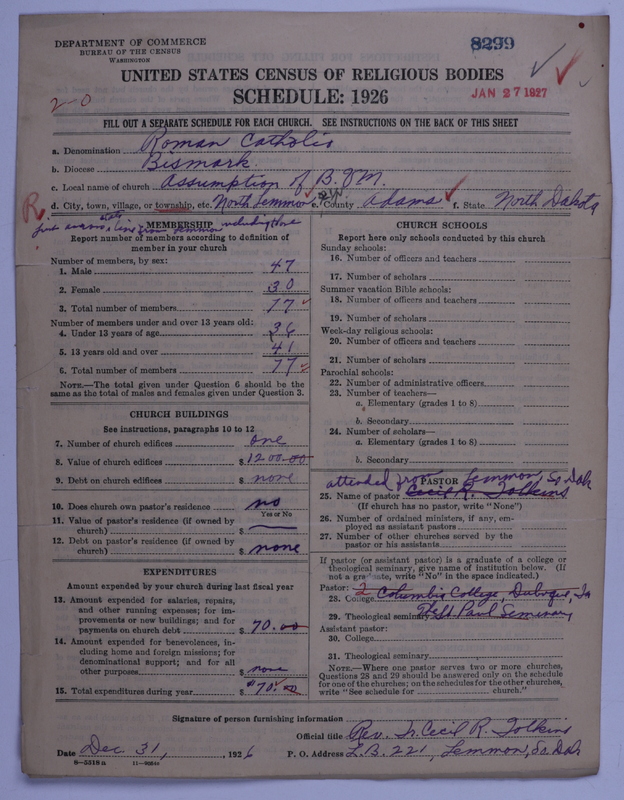 DEPARTMENT OF COMMERCE
BUREAU OF THE CENSUS
WASHINGTON
8299
UNITED STATES CENSUS OF RELIGIOUS BODIES
SCHEDULE: 1926
JAN 27 1927
2-0
FILL OUT A SEPARATE SCHEDULE FOR EACH CHURCH. SEE INSTRUCTIONS ON THE BACK OF THIS SHEET
a. Denomination Roman Catholic
b. Diocese Bismark.
c. Local name of church Assumption of B.V.M.
R d. City, town, village, or township, etc. North Lemmon e. County Adams f. State North Dakota
just across state line from Lemmon
MEMBERSHIP
Report number of members according to definition of member in your church
Number of members, by sex:
1. Male 47
2. Female 30
3. Total number of members 77
Number of members under and over 13 years old:
4. Under 13 years of age 36
5. 13 years old and over 41
6. Total number of members 77
NOTE.—The total given under Question 6 should be the same as the total of males and females given under Question 3.
CHURCH BUILDINGS
See instructions, paragraphs 10 to 12
7. Number of church edifices one
8. Value of church edifices $1200.00
9. Debt on church edifices $ none
10. Does church own pastor's residence no
Yes or No
11. Value of pastor's residence (if owned by church) $
12. Debt on pastor's residence (if owned by church) $ none
EXPENDITURES
Amount expended by your church during last fiscal year
13. Amount expended for salaries, repairs, and other running expenses; for improvements or new buildings; and for payments on church debt $ 70.00
14. Amount expended for benevolences, including home and foreign missions; for denominational support; and for all other purposes $ none
15. Total expenditures during year $ 70.00
CHURCH SCHOOLS
Report here only schools conducted by this church
Sunday schools:
16. Number of officers and teachers
17. Number of scholars
Summer vacation Bible schools:
18. Number of officers and teachers
19. Number of scholars
Week-day religious schools:
20. Number of officers and teachers
21. Number of scholars
Parochial schools:
22. Number of administrative officers
23. Number of teachers—
a. Elementary (grades 1 to 8)
b. Secondary
24. Number of scholars—
a. Elementary (grades 1 to 8)
b. Secondary
attended from Lemmon, So Dak
PASTOR
25. Name of pastor Cecil R. Tolkins
(If church has no pastor, write "None")
26. Number of ordained ministers, if any, employed as assistant pastors
27. Number of other churches served by the pastor or his assistants
If pastor (or assistant pastor) is a graduate of a college or theological seminary, give name of institution below. (If not a graduate, write "No" in the space indicated.)
Pastor: 2
28. College Columbia College Dubuque, Ia
29. Theological seminary St. Paul Seminary
Assistant pastor:
30. College
31. Theological seminary
NOTE.—Where one pastor serves two or more churches, Questions 28 and 29 should be answered only on the schedule for one of the churches; on the schedules for the other churches, write "See schedule for church."
Signature of person furnishing information
Official title Rev. Fr. Cecil R. Tolkins
Date Dec. 31, 1926 P. O. Address L.B. 221, Lemmon, So Dak
8-5318a